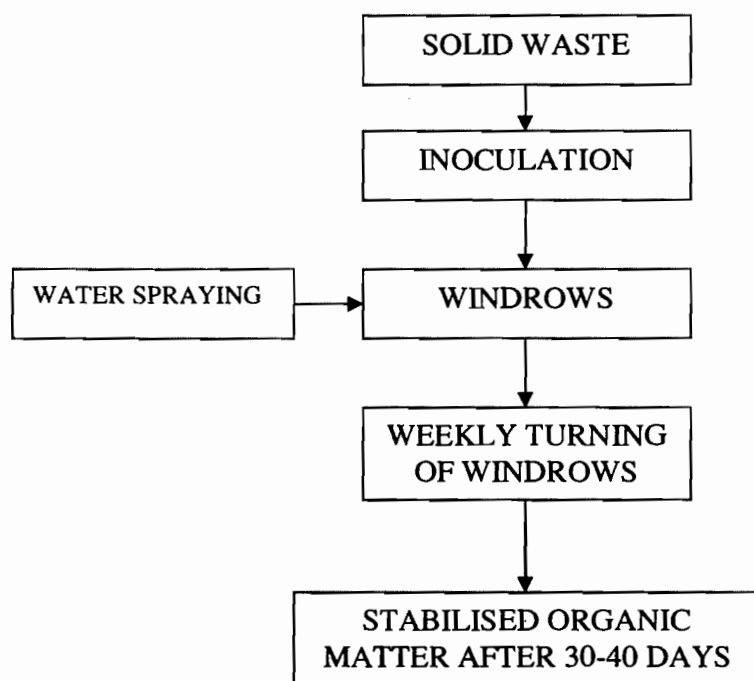 SOLID WASTE
INOCULATION
WATER SPRAYING
WINDROWS
WEEKLY TURNING
OF WINDROWS
STABILISED ORGANIC
MATTER AFTER 30-40 DAYS